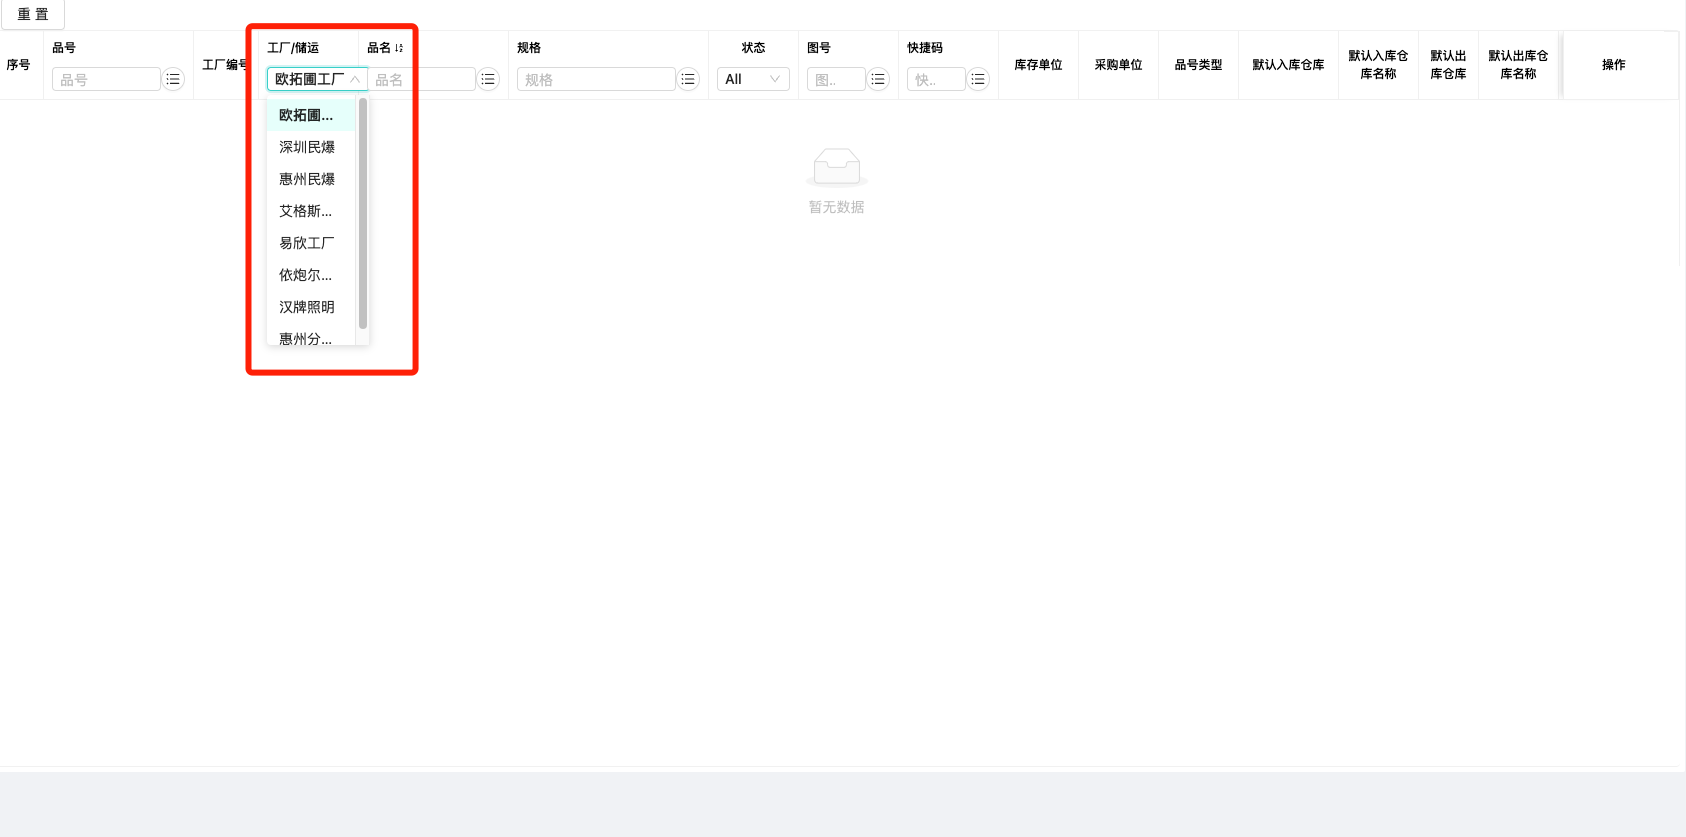 重 置
序号
品号
品号
工厂编号
工厂/储运
欧拓圃工厂
品名
品名
规格
规格
状态
All
图号
图..
快捷码
快..
库存单位
采购单位
品号类型
默认入库仓库
默认入库仓
库名称
默认出
库仓库
默认出库仓
库名称
操作
欧拓圃...
深圳民爆
惠州民爆
艾格斯...
易欣工厂
依炮尔...
汉牌照明
惠州分...
暂无数据